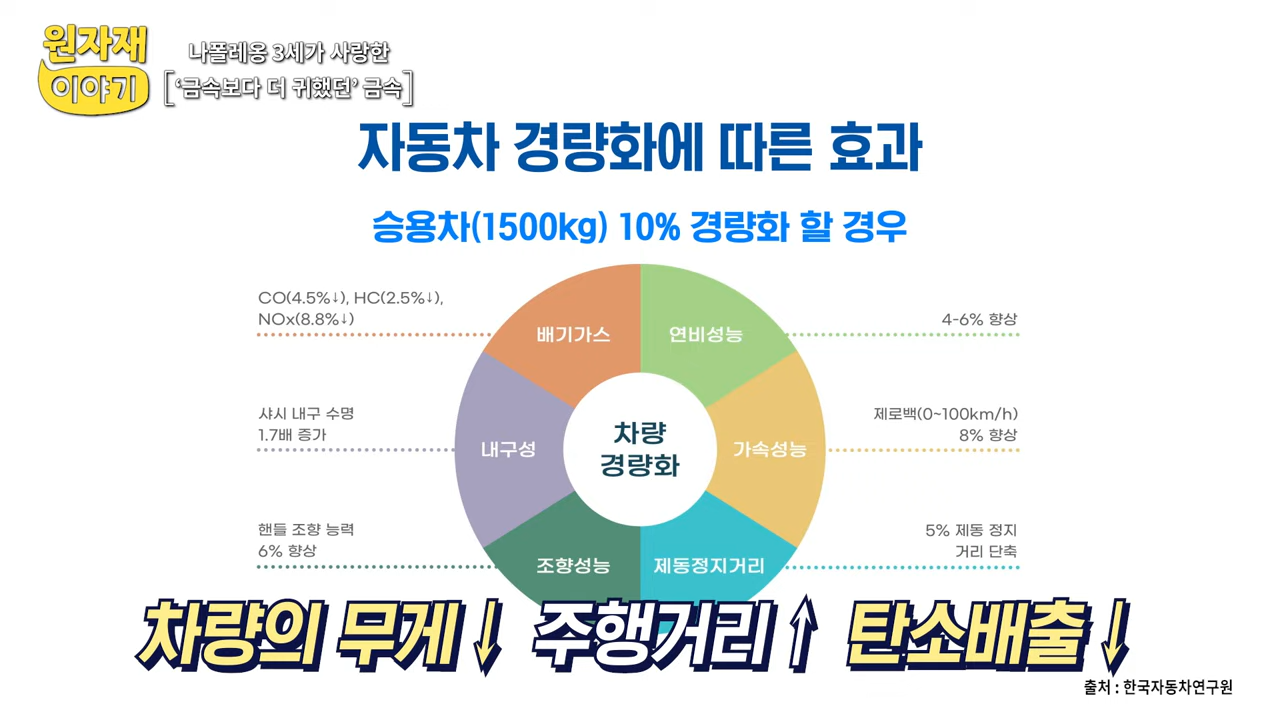 원자재
이야기
나폴레옹 3세가 사랑한
['금속보다 더 귀했던' 금속]
자동차 경량화에 따른 효과
승용차(1500kg) 10% 경량화 할 경우
CO(4.5%↓), HC(2.5%↓),
NOx(8.8%↓)
배기가스
연비성능
4-6% 향상
샤시 내구 수명
1.7배 증가
내구성
차량
경량화
가속성능
제로백(0~100km/h)
8% 향상
핸들 조향 능력
6% 향상
조향성능
제동정지거리
5% 제동 정지
거리 단축
차량의 무게↓ 주행거리↑ 탄소배출↓
출처 : 한국자동차연구원